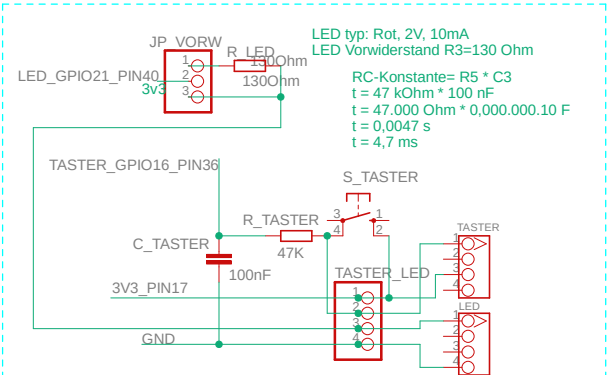 LED typ: Rot, 2V, 10mA
LED Vorwiderstand R3=130 Ohm
RC-Konstante= R5 * C3
t = 47 kOhm * 100 nF
t = 47.000 Ohm * 0,000.000.10 F
t = 0,0047 s
t = 4,7 ms
JP_VORW
R_LED
130Ohm
130Ohm
1
2
3
LED_GPIO21_PIN40
3v3
TASTER_GPIO16_PIN36
S_TASTER
3
1
4
2
R_TASTER
47K
C_TASTER
100nF
TASTER_LED
1
2
3
4
3V3_PIN17
GND
TASTER
1
2
3
4
LED
1
2
3
4